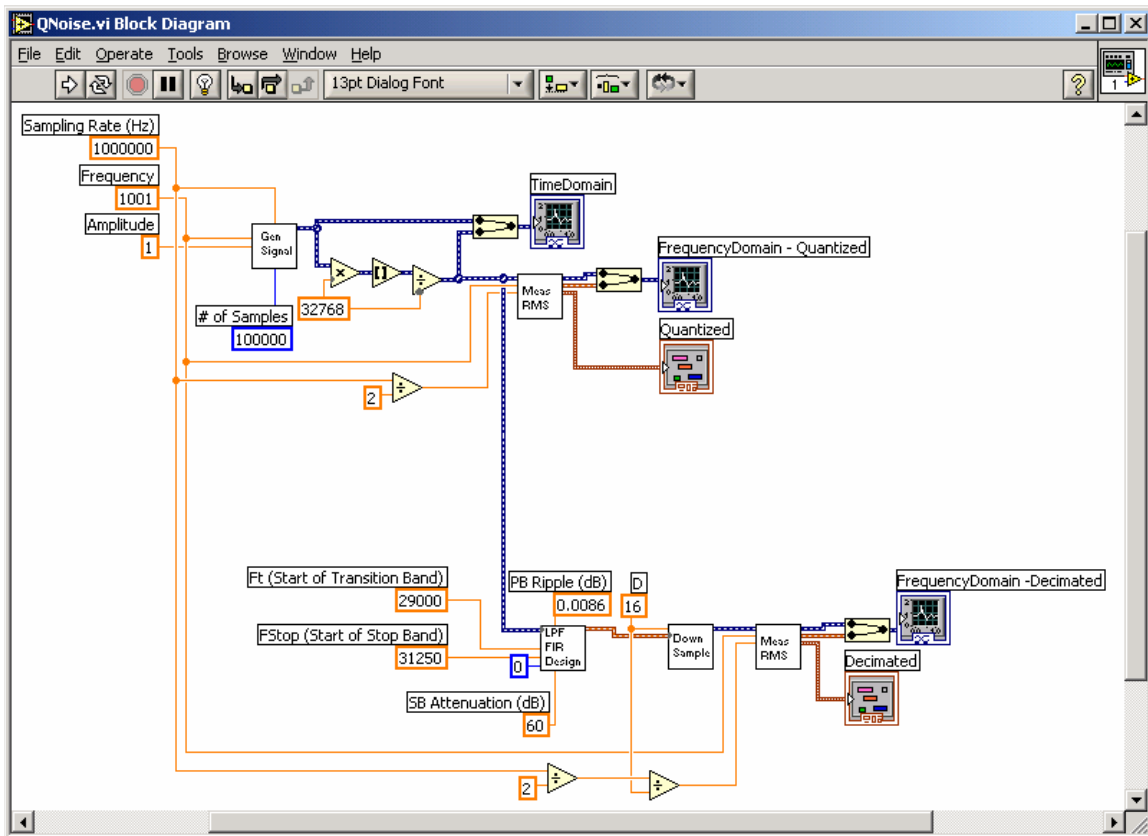 QNoise.vi Block Diagram
File Edit Operate Tools Browse Window Help
13pt Dialog Font
?
1
Sampling Rate (Hz)
1000000
Frequency
1001
Amplitude
1
Gen
Signal
# of Samples
100000
TimeDomain
32768
FrequencyDomain - Quantized
Meas
RMS
Quantized
2
Ft (Start of Transition Band)
29000
PB Ripple (dB)
0.0086
D
16
FrequencyDomain -Decimated
FStop (Start of Stop Band)
31250
LPF
FIR
Design
0
Down
Sample
Meas
RMS
Decimated
SB Attenuation (dB)
60
2